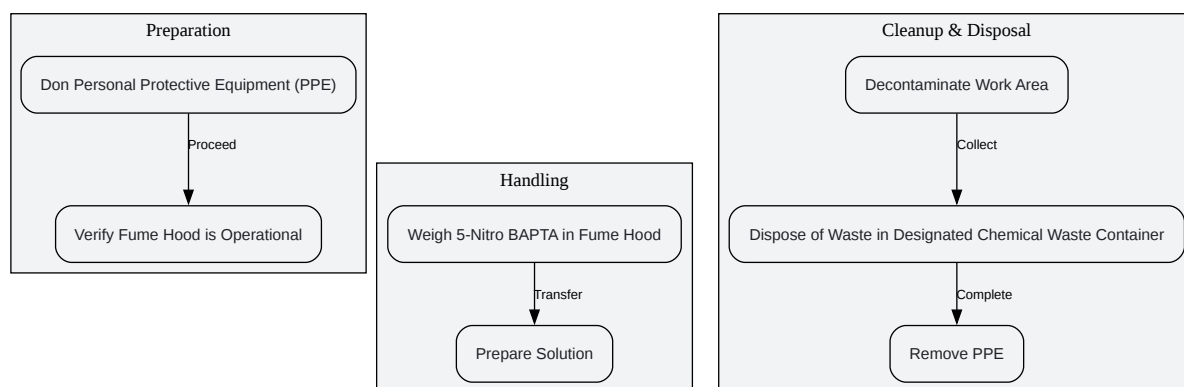 Preparation
Don Personal Protective Equipment (PPE)
Proceed
Verify Fume Hood is Operational
Handling
Weigh 5-Nitro BAPTA in Fume Hood
Transfer
Prepare Solution
Cleanup & Disposal
Decontaminate Work Area
Collect
Dispose of Waste in Designated Chemical Waste Container
Complete
Remove PPE